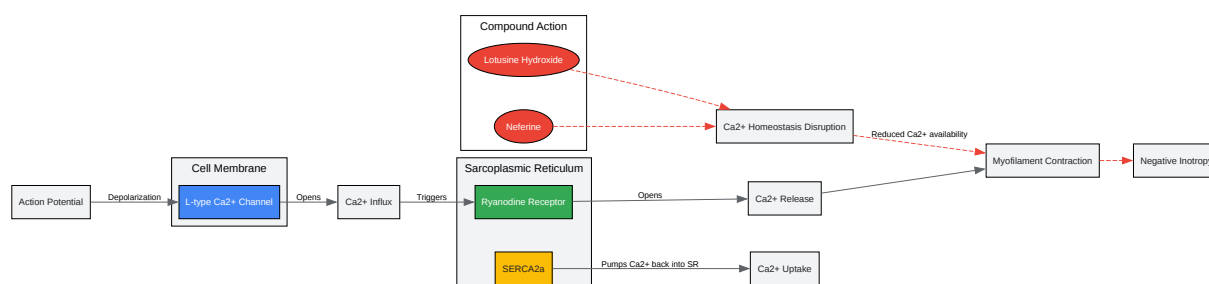 Compound Action
Lotusine Hydroxide
Neferine
Ca2+ Homeostasis Disruption
Reduced Ca2+ availability
Myofilament Contraction
Negative Inotropy
Cell Membrane
Sarcoplasmic Reticulum
Action Potential
Depolarization
L-type Ca2+ Channel
Opens
Ca2+ Influx
Triggers
Ryanodine Receptor
Opens
Ca2+ Release
SERCA2a
Pumps Ca2+ back into SR
Ca2+ Uptake